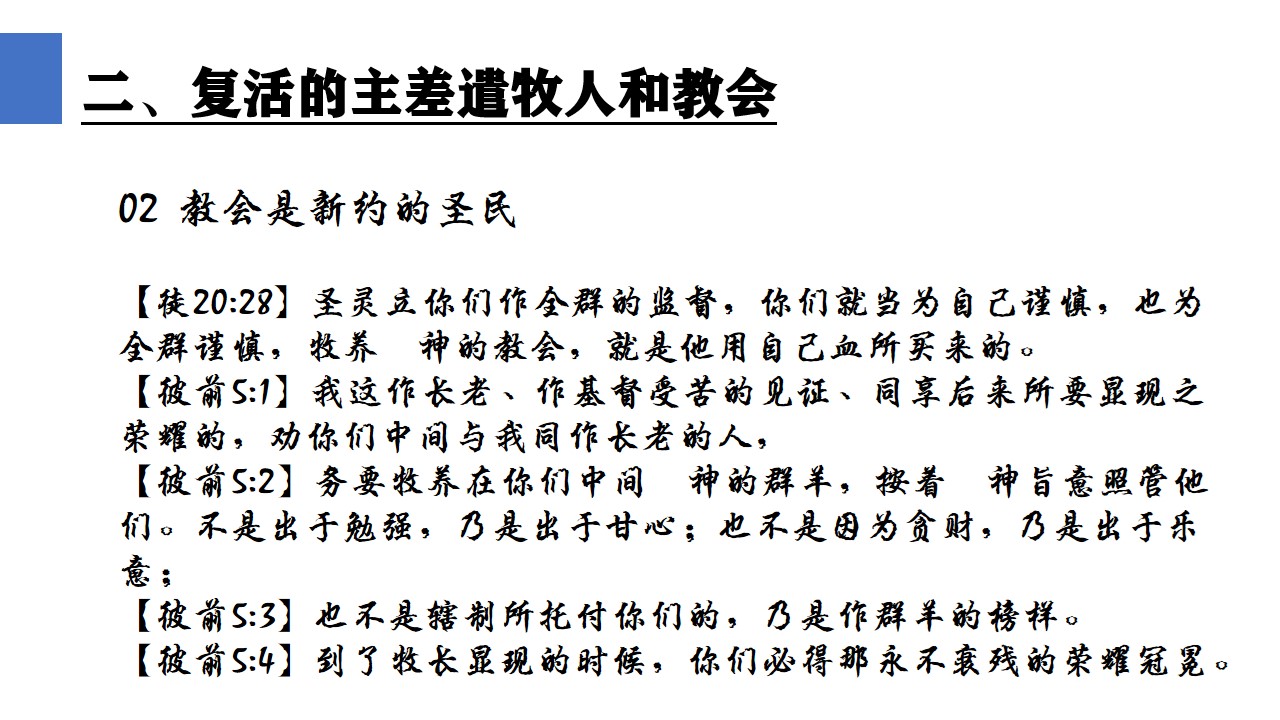 二、复活的主差遣牧人和教会
02 教会是新约的圣民
【徒20:28】圣灵立你们作全群的监督，你们就当为自己谨慎，也为
全群谨慎，牧养　神的教会，就是他用自己血所买来的。
【彼前5:1】我这作长老、作基督受苦的见证、同享后来所要显现之
荣耀的，劝你们中间与我同作长老的人，
【彼前5:2】务要牧养在你们中间　神的群羊，按着　神旨意照管他
们。不是出于勉强，乃是出于甘心；也不是因为贪财，乃是出于乐
意；
【彼前5:3】也不是辖制所托付你们的，乃是作群羊的榜样。
【彼前5:4】到了牧长显现的时候，你们必得那永不衰残的荣耀冠冕。